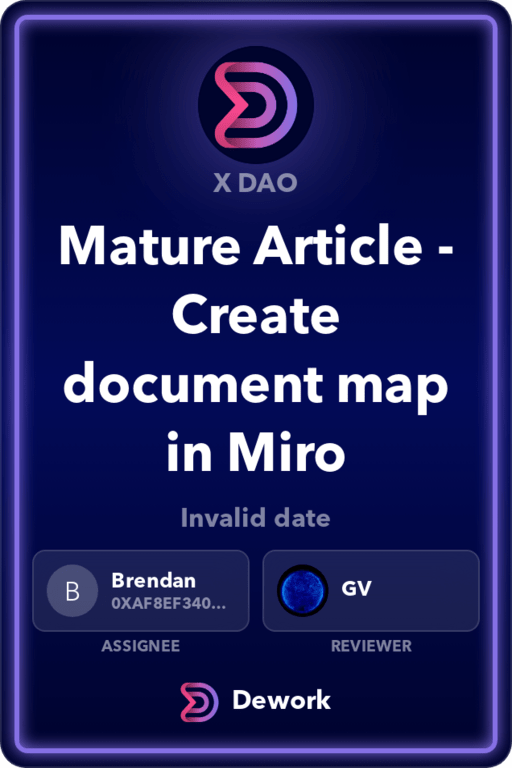 X DAO
Mature Article -
Create
document map
in Miro
Invalid date
B
Brendan
0XAF8EF340...
GV
ASSIGNEE
REVIEWER
Dework